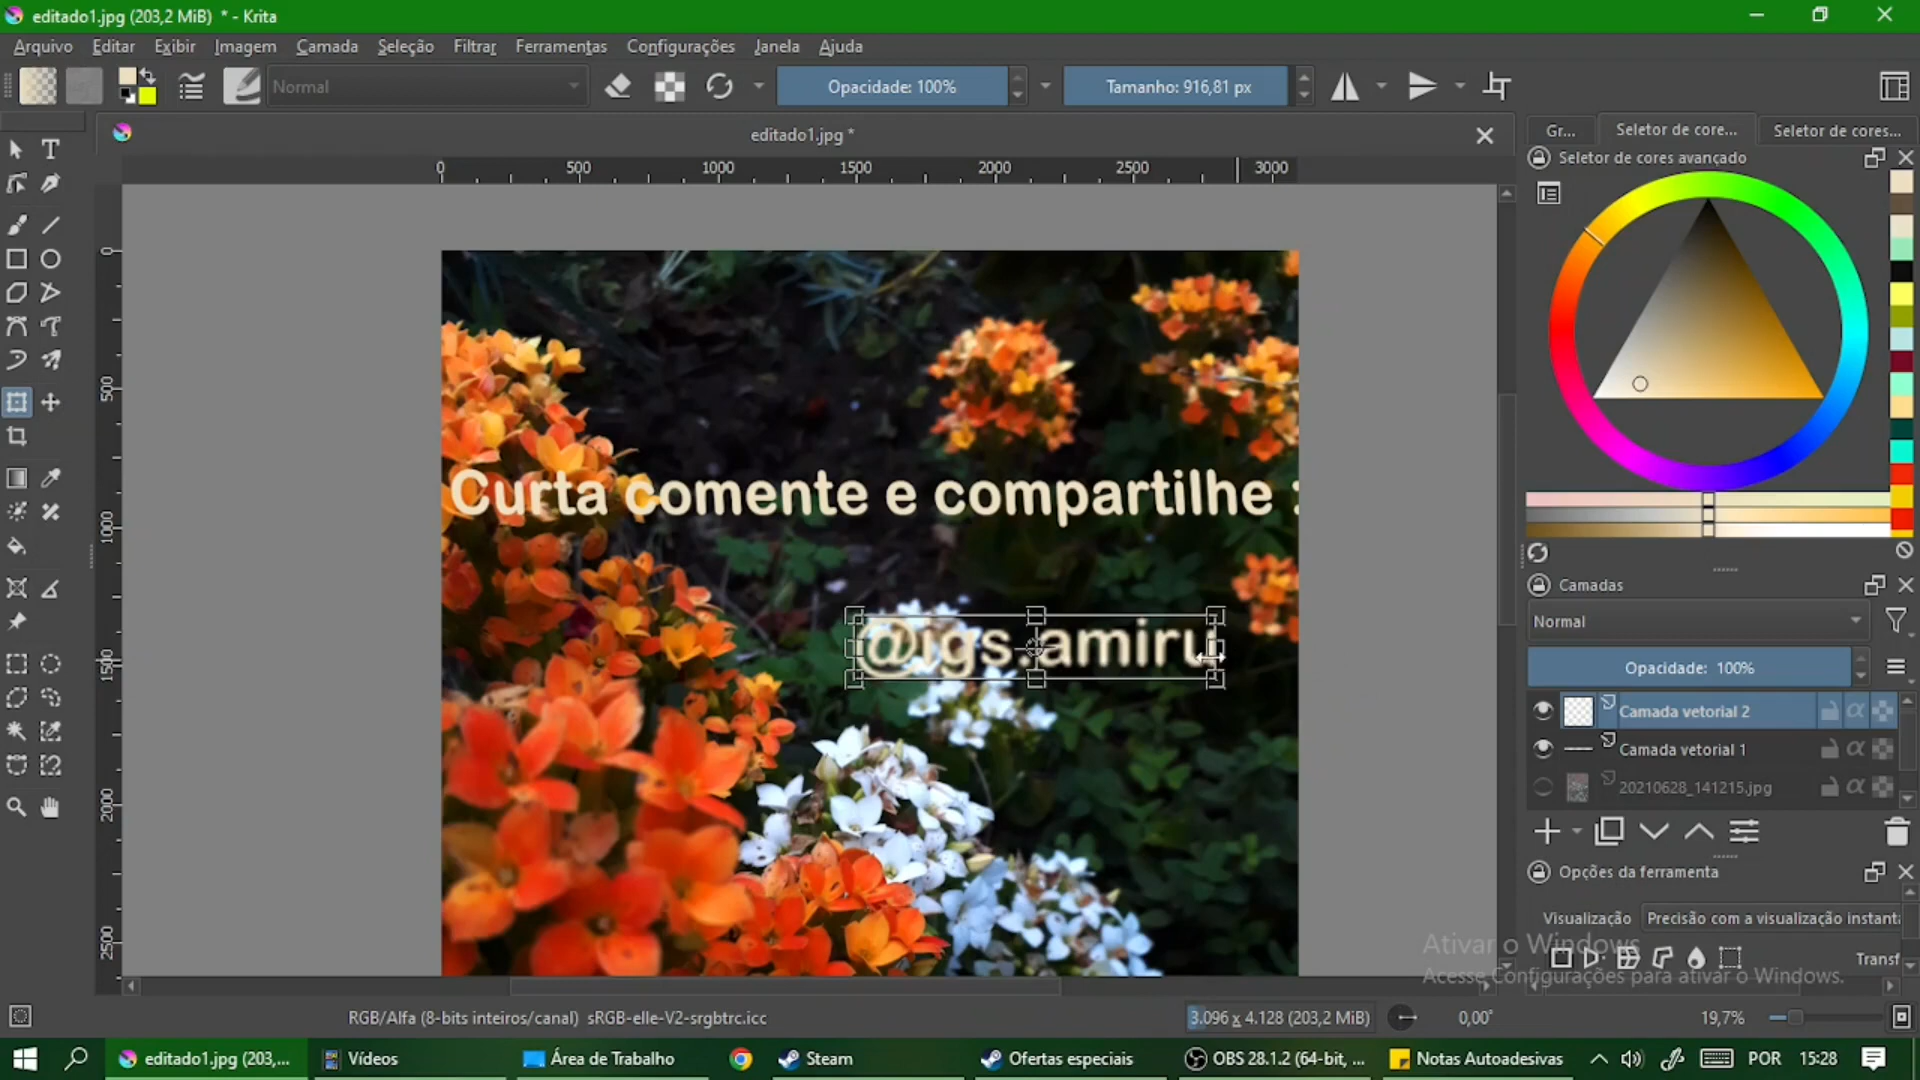 editado1.jpg (203,2 MiB) * - Krita
Arquivo Editar Exibir Imagem Camada Seleção Filtrar Ferramentas Configurações Janela Ajuda
Normal
Opacidade: 100%
Tamanho: 916,81 px
editado1.jpg *
Gr... Seletor de core... Seletor de cores...
Seletor de cores avançado
0 500 1000 1500 2000 2500 3000
0
500
1000
1500
2000
2500
Curta comente e compartilhe :
@igs.amiru
Camadas
Normal
Opacidade: 100%
Camada vetorial 2
Camada vetorial 1
20210628_141215.jpg
Opções da ferramenta
Visualização Precisão com a visualização instant
Transf
Ativar o Windows
Acesse Configurações para ativar o Windows.
RGB/Alfa (8-bits inteiros/canal) sRGB-elle-V2-srgbtrc.icc
3.096 x 4.128 (203,2 MiB)
0,00°
19,7%
editado1.jpg (203,...
Vídeos
Área de Trabalho
Steam
Ofertas especiais
OBS 28.1.2 (64-bit, ...
Notas Autoadesivas
POR
15:28